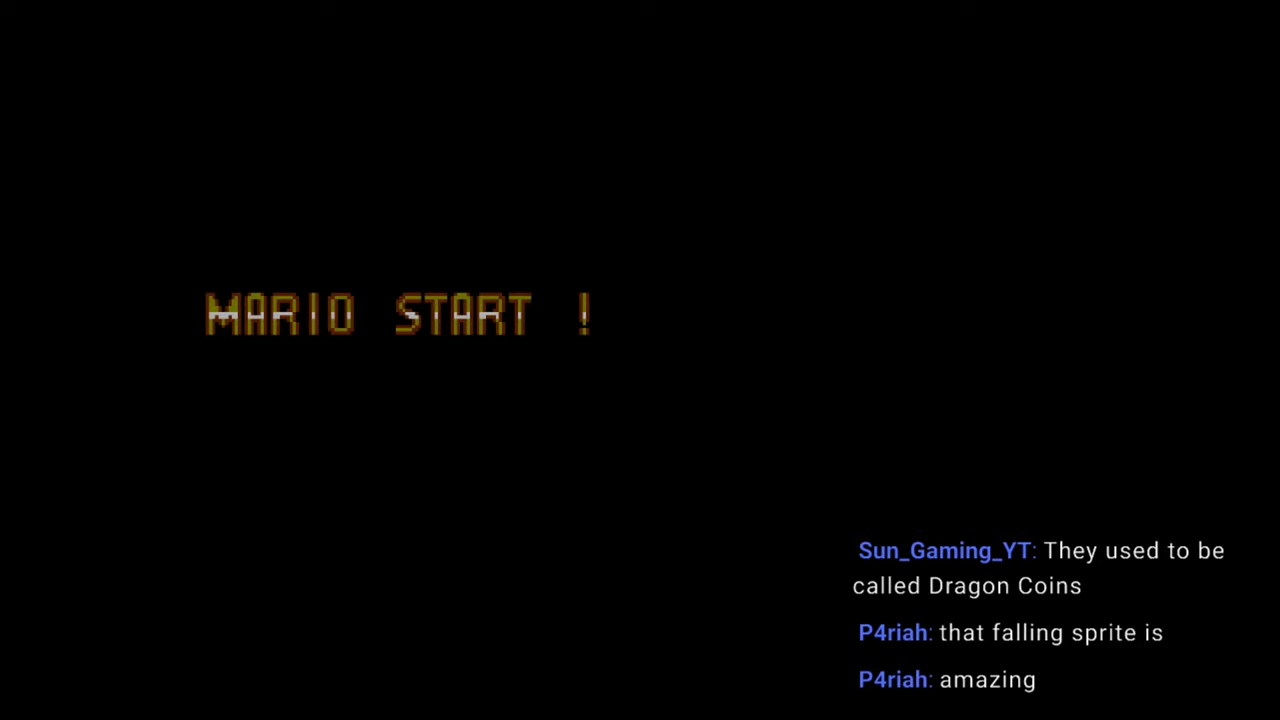 MARIO START !
Sun_Gaming_YT: They used to be
called Dragon Coins
P4riah: that falling sprite is
P4riah: amazing